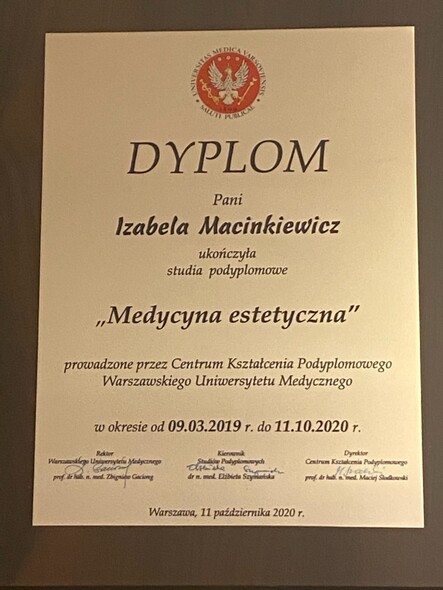 UNIVERSITAS MEDICA VARSOVIENSIS
SALUTI PUBLICAE
DYPLOM
Pani
Izabela Macinkiewicz
ukończyła
studia podyplomowe
„Medycyna estetyczna”
prowadzone przez Centrum Kształcenia Podyplomowego
Warszawskiego Uniwersytetu Medycznego
w okresie od 09.03.2019 r. do 11.10.2020 r.
Rektor
Warszawskiego Uniwersytetu Medycznego
prof. dr hab. n. med. Zbigniew Gaciong
Kierownik
Studiów Podyplomowych
dr n. med. Elżbieta Szymańska
Dyrektor
Centrum Kształcenia Podyplomowego
prof. dr hab. n. med. Maciej Słodkowski
Warszawa, 11 października 2020 r.